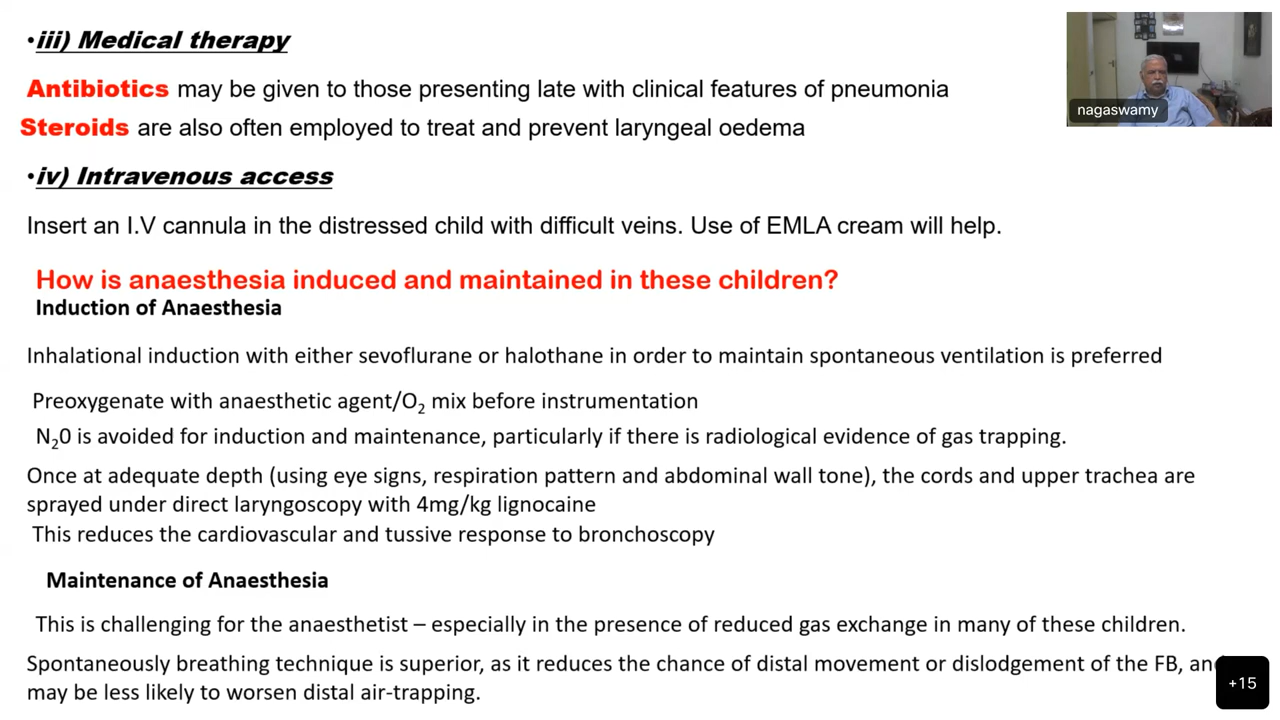 •iii) Medical therapy
nagaswamy
Antibiotics may be given to those presenting late with clinical features of pneumonia
Steroids are also often employed to treat and prevent laryngeal oedema
•iv) Intravenous access
Insert an I.V cannula in the distressed child with difficult veins. Use of EMLA cream will help.
How is anaesthesia induced and maintained in these children?
Induction of Anaesthesia
Inhalational induction with either sevoflurane or halothane in order to maintain spontaneous ventilation is preferred
Preoxygenate with anaesthetic agent/O₂ mix before instrumentation
N₂0 is avoided for induction and maintenance, particularly if there is radiological evidence of gas trapping.
Once at adequate depth (using eye signs, respiration pattern and abdominal wall tone), the cords and upper trachea are
sprayed under direct laryngoscopy with 4mg/kg lignocaine
This reduces the cardiovascular and tussive response to bronchoscopy
Maintenance of Anaesthesia
This is challenging for the anaesthetist – especially in the presence of reduced gas exchange in many of these children.
Spontaneously breathing technique is superior, as it reduces the chance of distal movement or dislodgement of the FB, and
may be less likely to worsen distal air-trapping.
+15